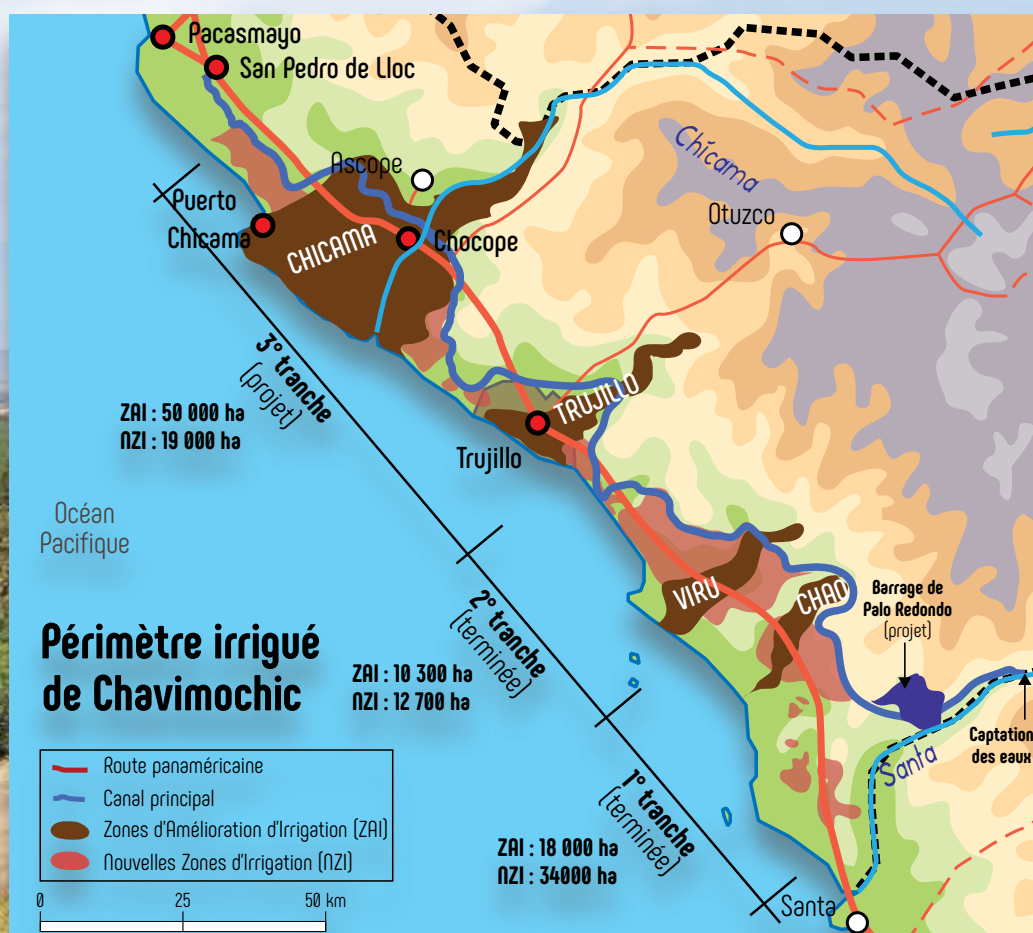 Pacasmayo
San Pedro de Lloc
Ascope
Chícama
Puerto
Chicama
Otuzco
CHICAMA
Chocope
3° tranche
(projet)
ZAI : 50 000 ha
NZI : 19 000 ha
TRUJILLO
Trujillo
Océan
Pacifique
VIRU
CHAO
Barrage de
Palo Redondo
(projet)
2° tranche
(terminée)
Périmètre irrigué
de Chavimochic
ZAI : 10 300 ha
NZI : 12 700 ha
Captation
des eaux
Santa
Route panaméricaine
Canal principal
Zones d'Amélioration d'Irrigation (ZAI)
Nouvelles Zones d'Irrigation (NZI)
1° tranche
(terminée)
ZAI : 18 000 ha
NZI : 34000 ha
0 25 50 km
Santa